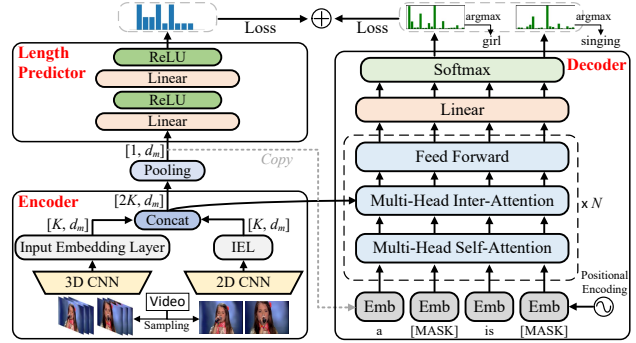 Loss
Loss
argmax
girl
argmax
singing
Length
Predictor
ReLU
Linear
ReLU
Linear
[1, d_m]
Copy
Pooling
Encoder
[2K, d_m]
[K, d_m]
Concat
[K, d_m]
Input Embedding Layer
IEL
3D CNN
2D CNN
Video
Sampling
Decoder
Softmax
Linear
Feed Forward
Multi-Head Inter-Attention
x N
Multi-Head Self-Attention
Positional
Encoding
Emb Emb Emb Emb
a [MASK] is [MASK]